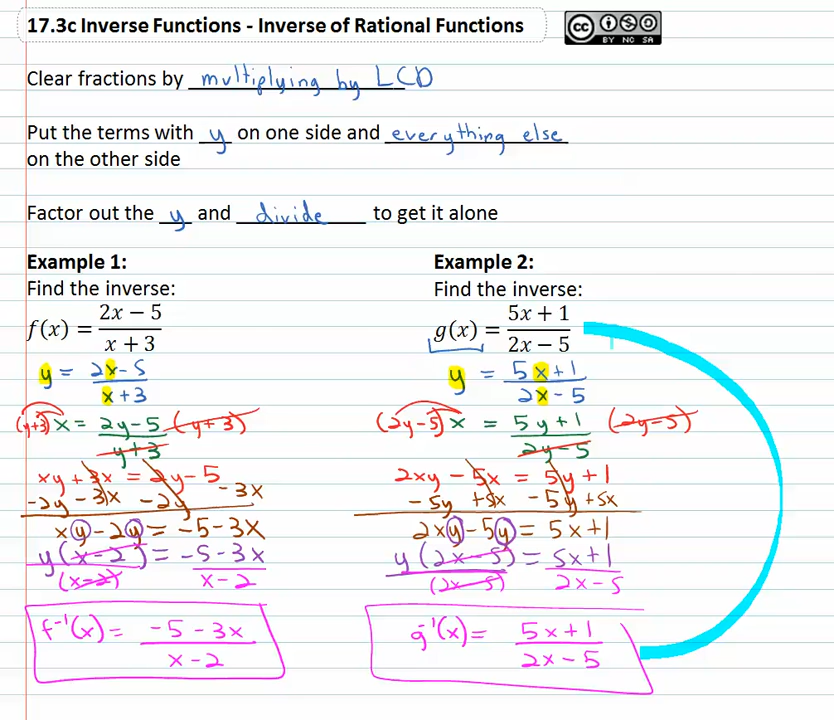 17.3c Inverse Functions - Inverse of Rational Functions
cc BY NC SA
Clear fractions by multiplying by LCD
Put the terms with y on one side and everything else
on the other side
Factor out the y and divide to get it alone
Example 1:
Find the inverse:
f(x) = (2x − 5)/(x + 3)
y = (2x-5)/(x+3)
(y+3)x = (2y-5)/(y+3) (y+3)
xy + 3x = 2y - 5
-2y - 3x -2y - 3x
xy - 2y = -5 - 3x
y(x-2) = -5 - 3x
(x-2) x-2
f⁻¹(x) = (-5 - 3x)/(x - 2)
Example 2:
Find the inverse:
g(x) = (5x + 1)/(2x − 5)
y = (5x+1)/(2x-5)
(2y-5)x = (5y+1)/(2y-5) (2y-5)
2xy - 5x = 5y + 1
-5y +5x -5y +5x
2xy - 5y = 5x+1
y(2x-5) = 5x+1
(2x-5) 2x-5
g⁻¹(x) = (5x+1)/(2x-5)